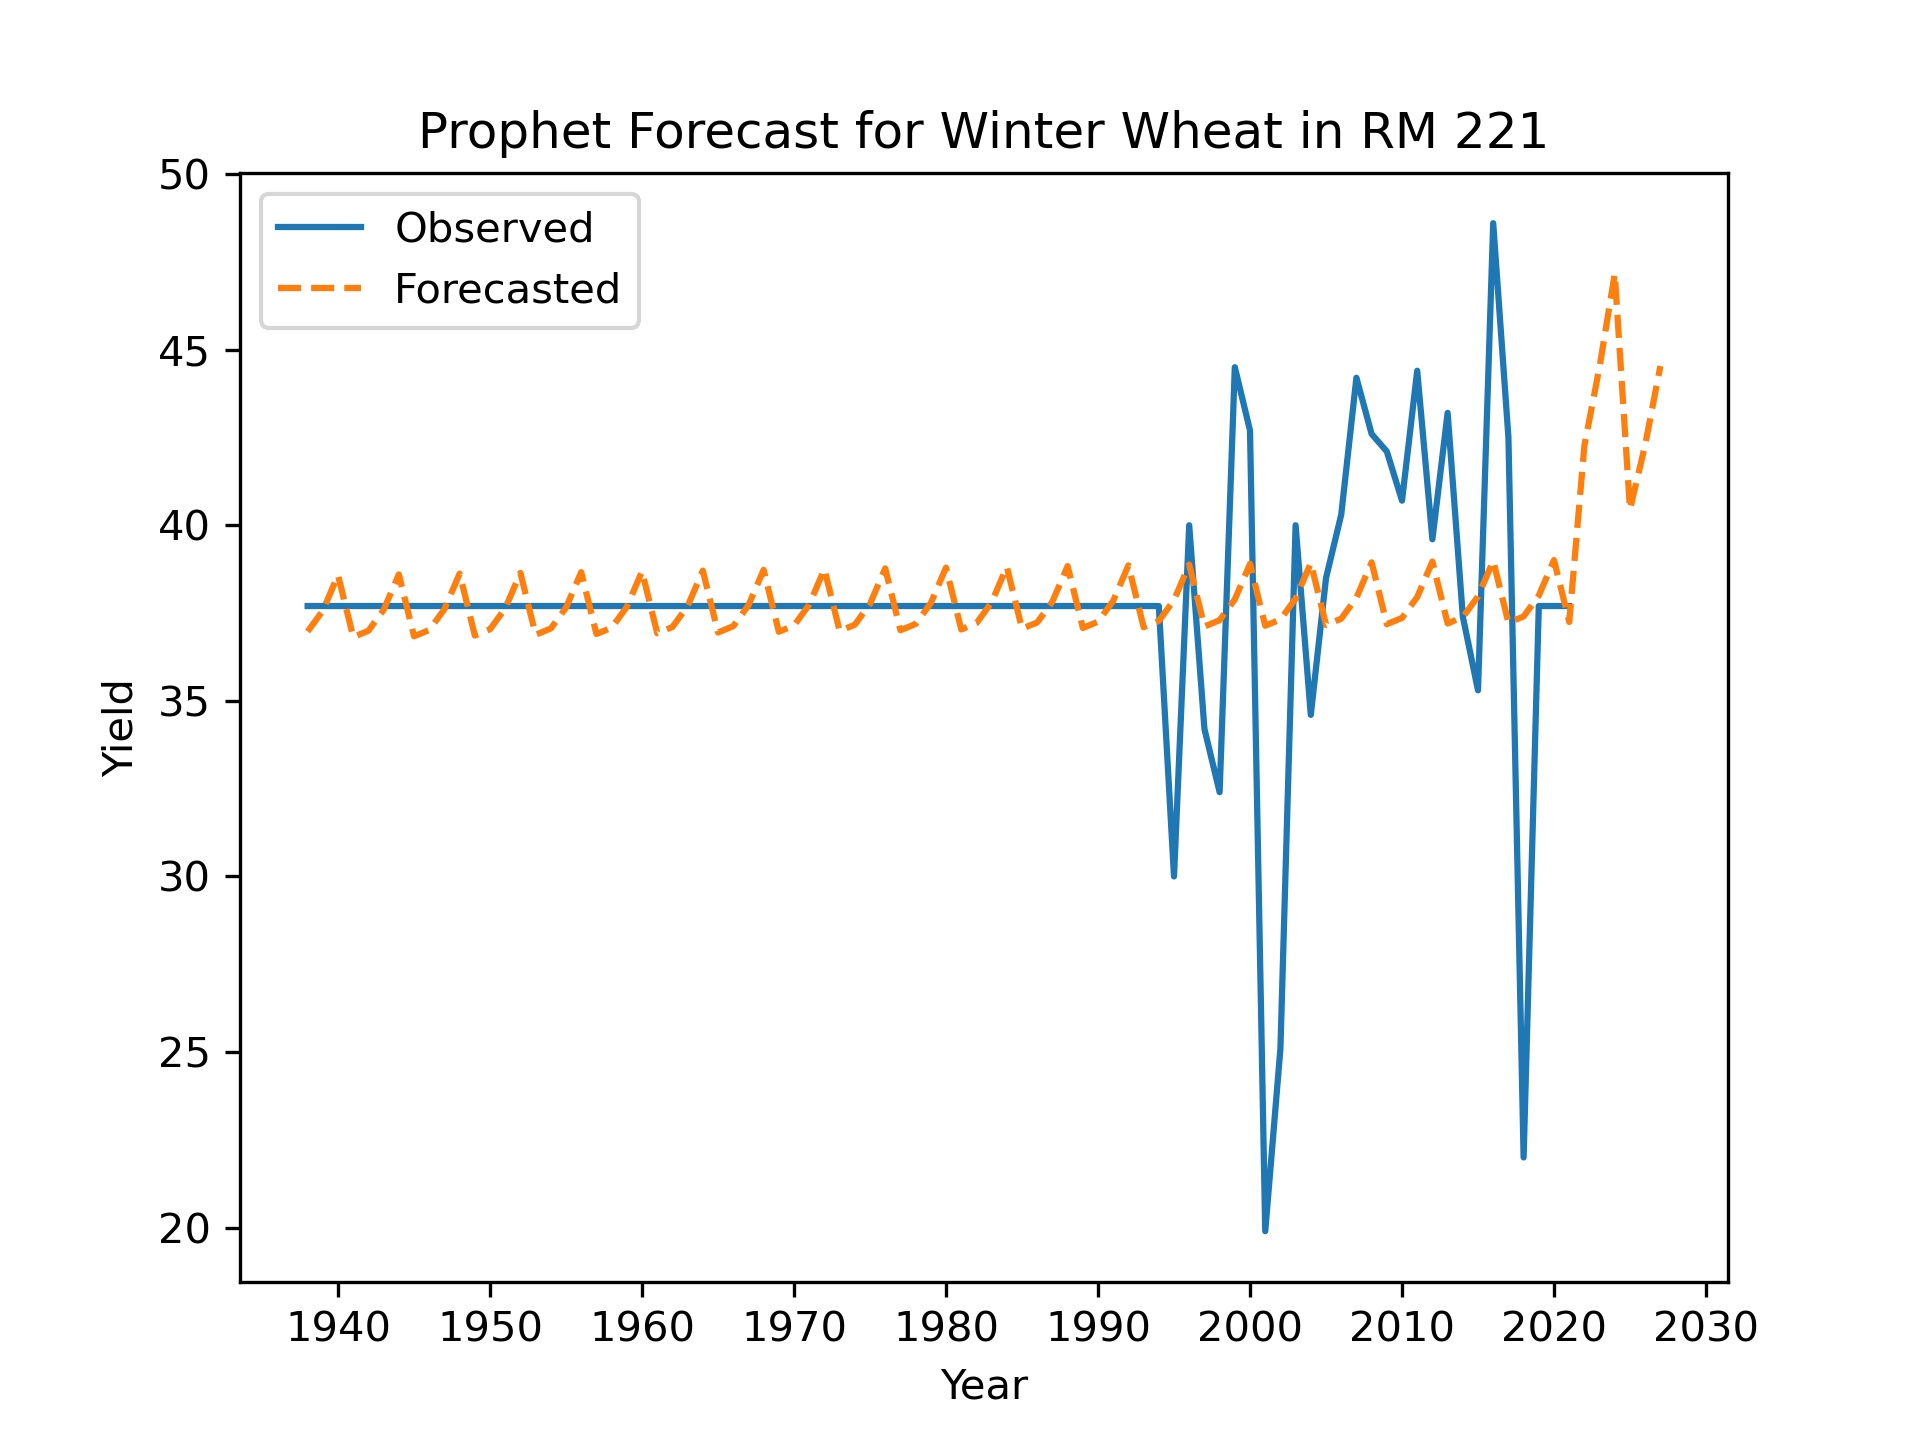 Prophet Forecast for Winter Wheat in RM 221
Observed
Forecasted
50
45
40
35
30
25
20
Yield
1940 1950 1960 1970 1980 1990 2000 2010 2020 2030
Year